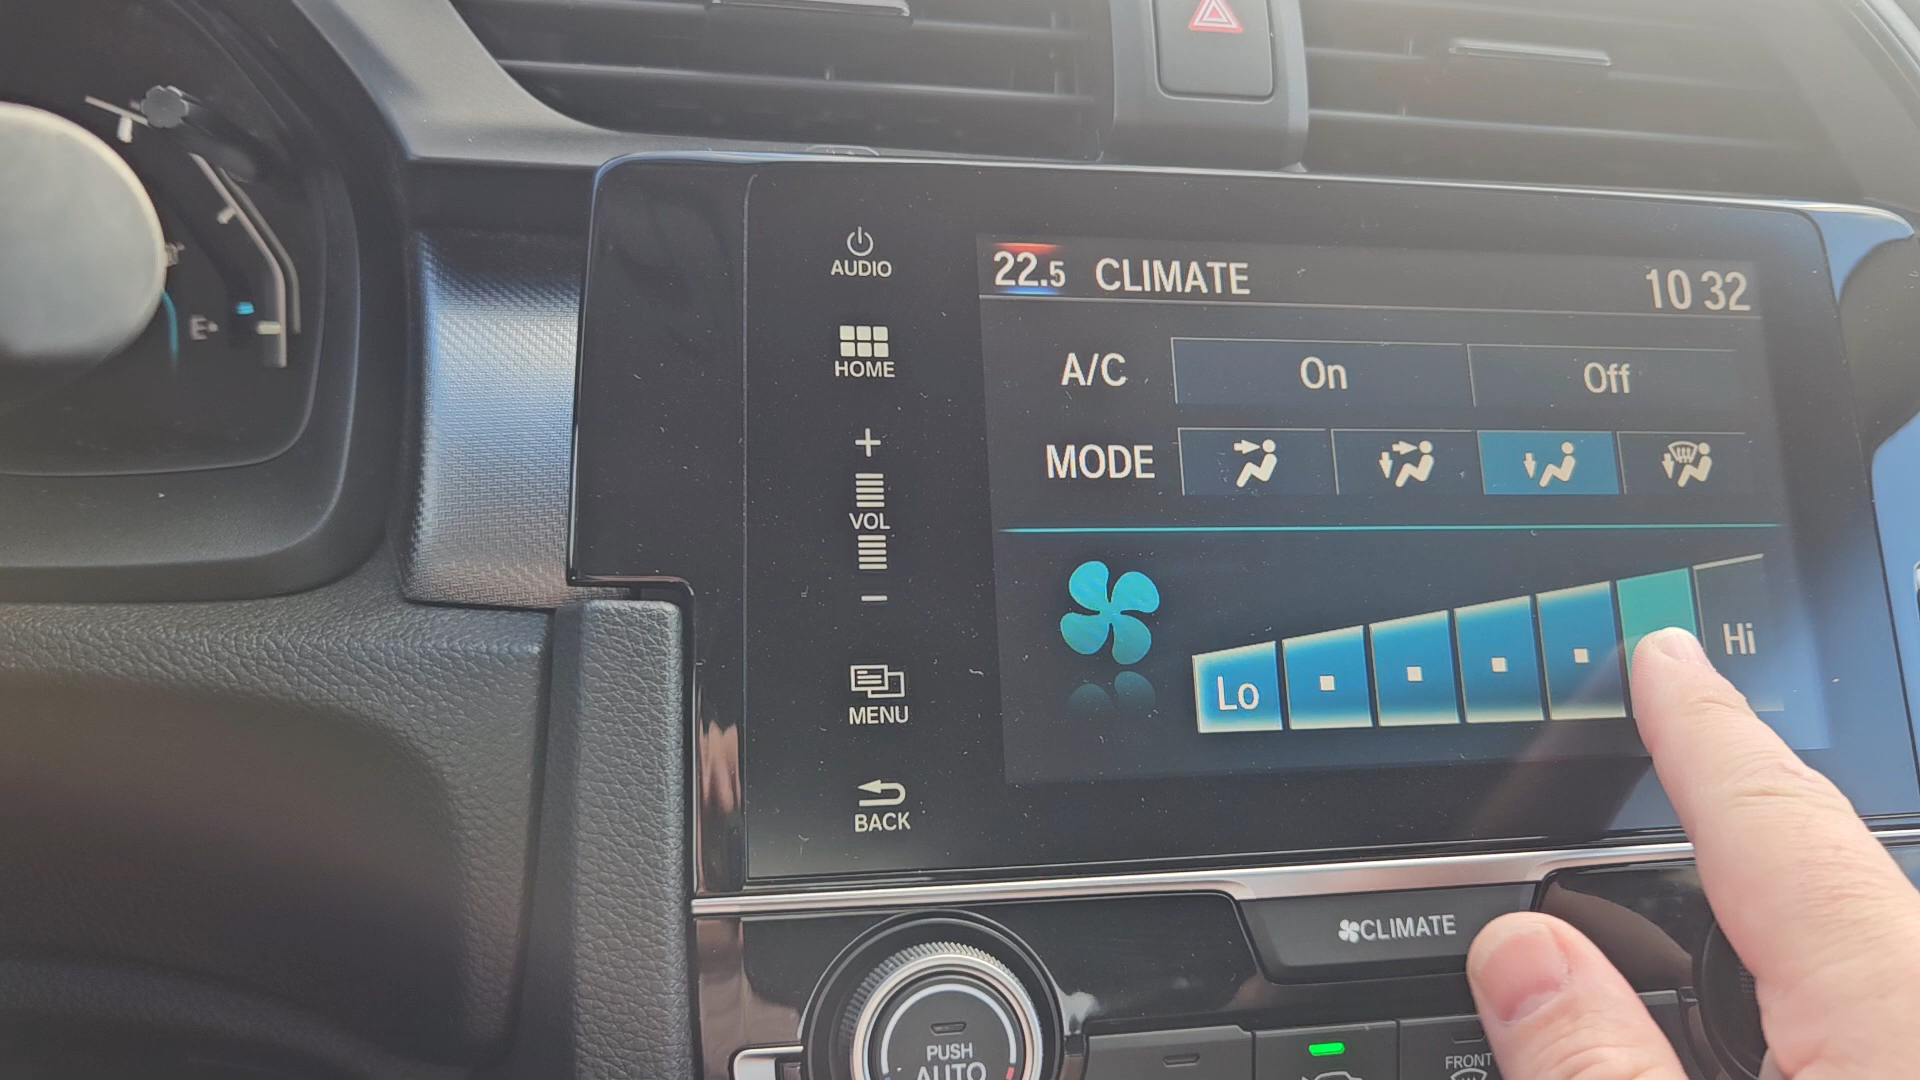 E
AUDIO
HOME
+
VOL
−
MENU
BACK
22.5 CLIMATE 10 32
A/C On Off
MODE
Lo Hi
CLIMATE
PUSH
AUTO
FRONT